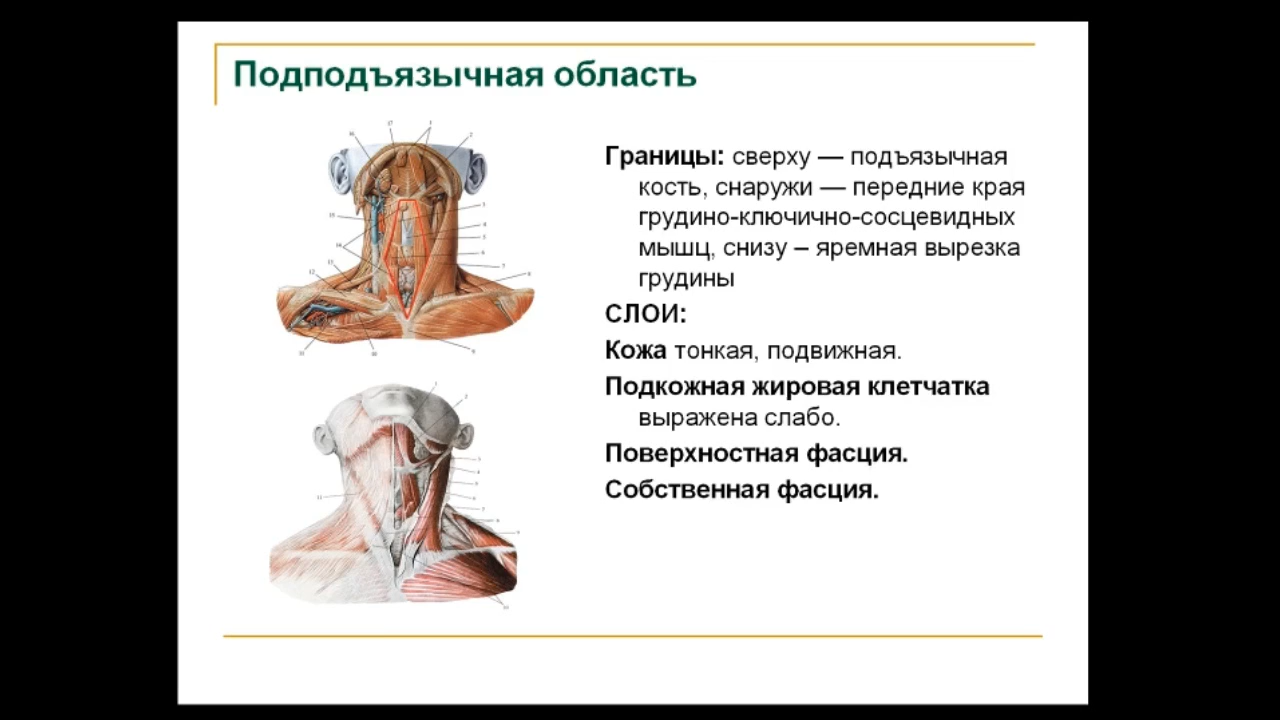 Подподъязычная область
Границы: сверху — подъязычная
кость, снаружи — передние края
грудино-ключично-сосцевидных
мышц, снизу – яремная вырезка
грудины
СЛОИ:
Кожа тонкая, подвижная.
Подкожная жировая клетчатка
выражена слабо.
Поверхностная фасция.
Собственная фасция.